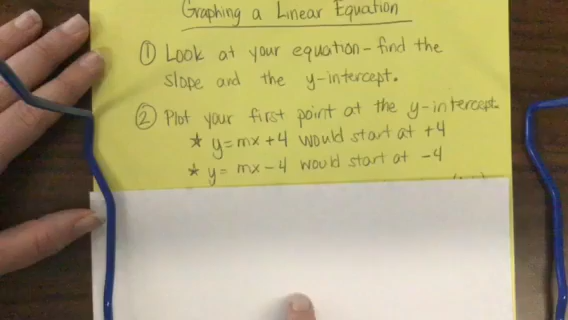 Graphing a Linear Equation
① Look at your equation - find the
slope and the y-intercept.
② Plot your first point at the y-intercept.
* y=mx+4 would start at +4
* y=mx-4 would start at -4